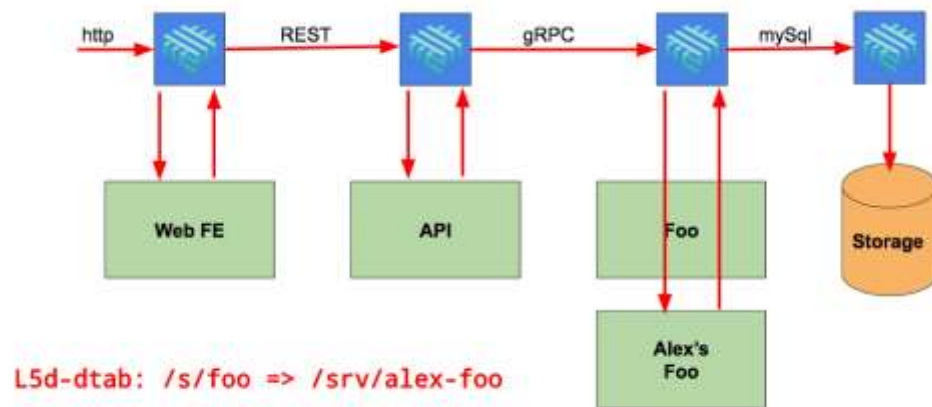 http
REST
gRPC
mySql
Web FE
API
Foo
Storage
Alex's
Foo
L5d-dtab: /s/foo => /srv/alex-foo